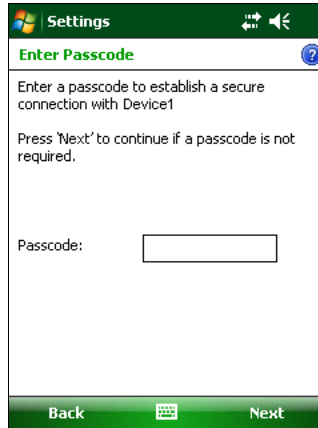 Settings
Enter Passcode
?
Enter a passcode to establish a secure
connection with Device1
Press 'Next' to continue if a passcode is not
required.
Passcode:
Back Next